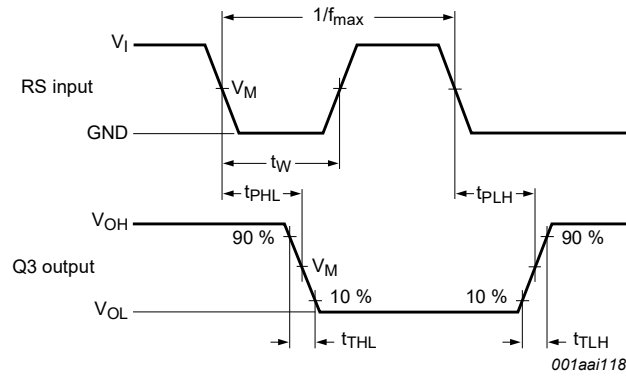 1/fmax
VI
RS input
VM
GND
tW
tPHL
tPLH
VOH
90 %
90 %
Q3 output
VM
10 %
10 %
VOL
tTHL
tTLH
001aai118